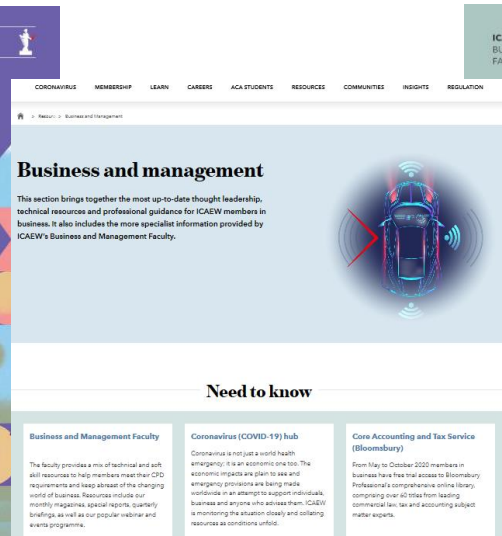 ICA
BU
FA
CORONAVIRUS MEMBERSHIP LEARN CAREERS ACA STUDENTS RESOURCES COMMUNITIES INSIGHTS REGULATION
> > Business and Management
Business and management
This section brings together the most up-to-date thought leadership,
technical resources and professional guidance for ICAEW members in
business. It also includes the more specialist information provided by
ICAEW's Business and Management Faculty.
Need to know
Business and Management Faculty
The faculty provides a mix of technical and soft
skill resources to help members meet their CPD
requirements and keep abreast of the changing
world of business. Resources include our
monthly magazines, special reports, quarterly
briefings, as well as our popular webinar and
events programme.
Coronavirus (COVID-19) hub
Coronavirus is not just a world health
emergency; it is an economic one too. The
economic impacts are plain to see and
emergency provisions are being made
worldwide in an attempt to support individuals,
business and anyone who advises them. ICAEW
is monitoring the situation closely and collating
resources as conditions unfold.
Core Accounting and Tax Service
(Bloomsbury)
From May to October 2020 members in
business have free trial access to Bloomsbury
Professional's comprehensive online library,
comprising over 60 titles from leading
commercial law, tax and accounting subject
matter experts.